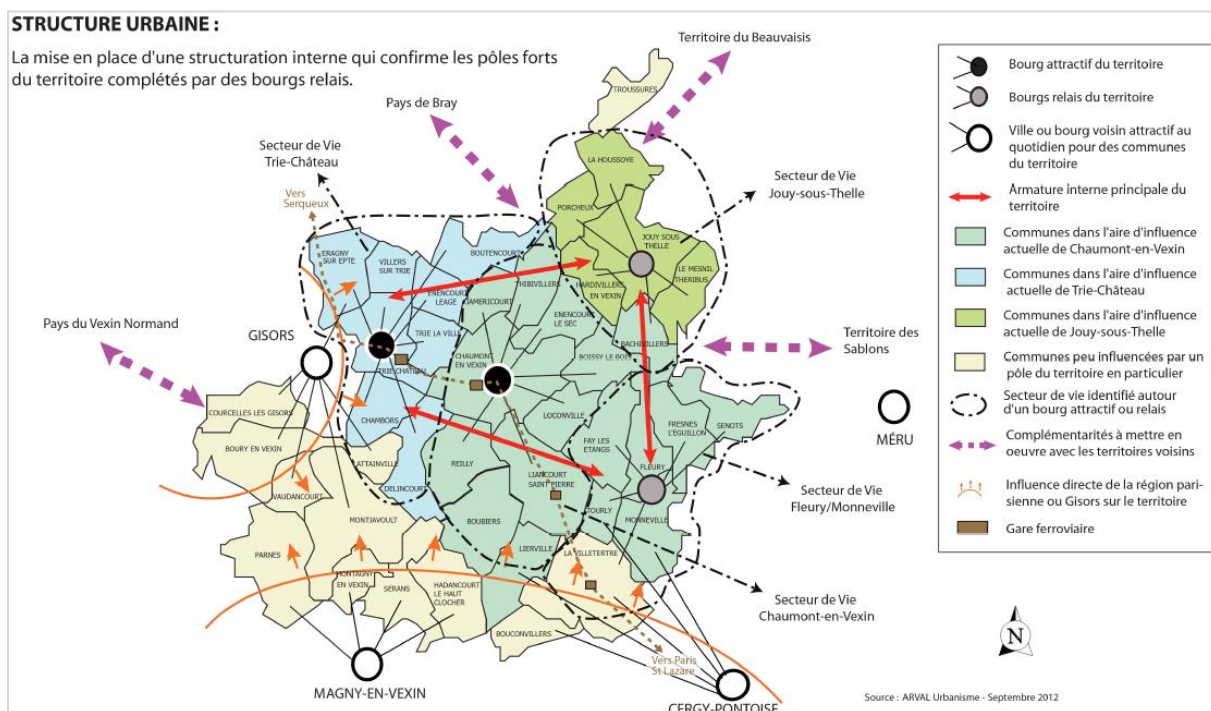 STRUCTURE URBAINE :
La mise en place d'une structuration interne qui confirme les pôles forts
du territoire complétés par des bourgs relais.
Territoire du Beauvaisis
Pays de Bray
Secteur de Vie
Trie-Château
Vers
Serqueux
Secteur de Vie
Jouy-sous-Thelle
Pays du Vexin Normand
GISORS
Territoire des
Sablons
MÉRU
Secteur de Vie
Fleury/Monneville
Secteur de Vie
Chaumont-en-Vexin
Vers Paris
St Lazare
MAGNY-EN-VEXIN
CERGY-PONTOISE
TROUSSURES
LA HOUSSOYE
PORCHEUX
JOUY SOUS
THELLE
LE MESNIL
THERIBUS
HARDIVILLERS
EN VEXIN
ERAGNY
SUR EPTE
VILLERS
SUR TRIE
BOUTENCOURT
ENENCOURT
LEAGE
THIBIVILLERS
JAMERICOURT
ENENCOURT
LE SEC
BACHIVILLERS
TRIE LA VILLE
TRIE CHATEAU
CHAUMONT
EN VEXIN
BOISSY LE BOIS
CHAMBORS
LOCONVILLE
FRESNES
L'EGUILLON
SENOTS
COURCELLES LES GISORS
BOURY EN VEXIN
LATTAINVILLE
REILLY
FAY LES
ETANGS
FLEURY
VAUDANCOURT
DELINCOURT
LIANCOURT
SAINT PIERRE
MONTJAVOULT
BOUBIERS
TOURLY
MONNEVILLE
PARNES
LIERVILLE
LA VILLETERTRE
MONTAGNY
EN VEXIN
SERANS
HADANCOURT
LE HAUT
CLOCHER
BOUCONVILLERS
Bourg attractif du territoire
Bourgs relais du territoire
Ville ou bourg voisin attractif au
quotidien pour des communes
du territoire
Armature interne principale du
territoire
Communes dans l'aire d'influence
actuelle de Chaumont-en-Vexin
Communes dans l'aire d'influence
actuelle de Trie-Château
Communes dans l'aire d'influence
actuelle de Jouy-sous-Thelle
Communes peu influencées par un
pôle du territoire en particulier
Secteur de vie identifié autour
d'un bourg attractif ou relais
Complémentarités à mettre en
oeuvre avec les territoires voisins
Influence directe de la région pari-
sienne ou Gisors sur le territoire
Gare ferroviaire
N
Source : ARVAL Urbanisme - Septembre 2012